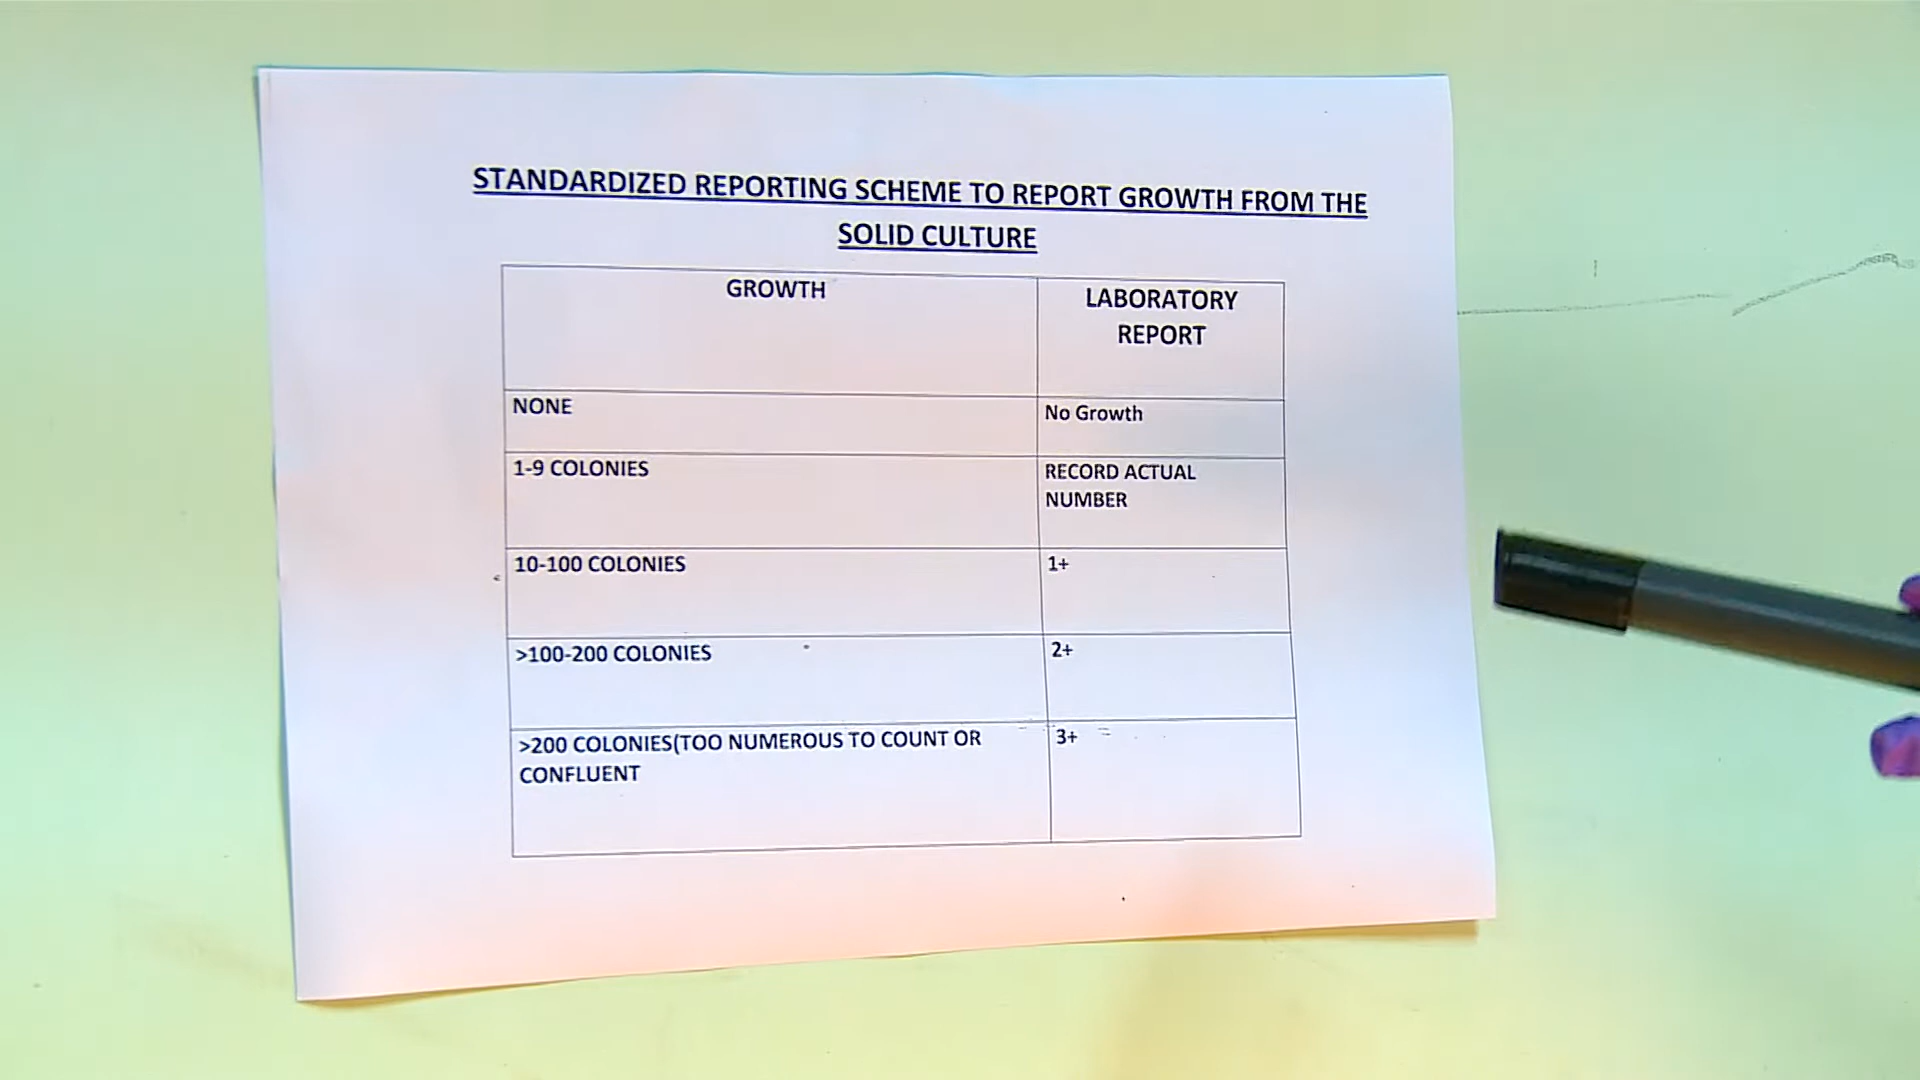 STANDARDIZED REPORTING SCHEME TO REPORT GROWTH FROM THE
SOLID CULTURE
GROWTH
LABORATORY
REPORT
NONE
No Growth
1-9 COLONIES
RECORD ACTUAL
NUMBER
10-100 COLONIES
1+
>100-200 COLONIES
2+
>200 COLONIES(TOO NUMEROUS TO COUNT OR
CONFLUENT
3+